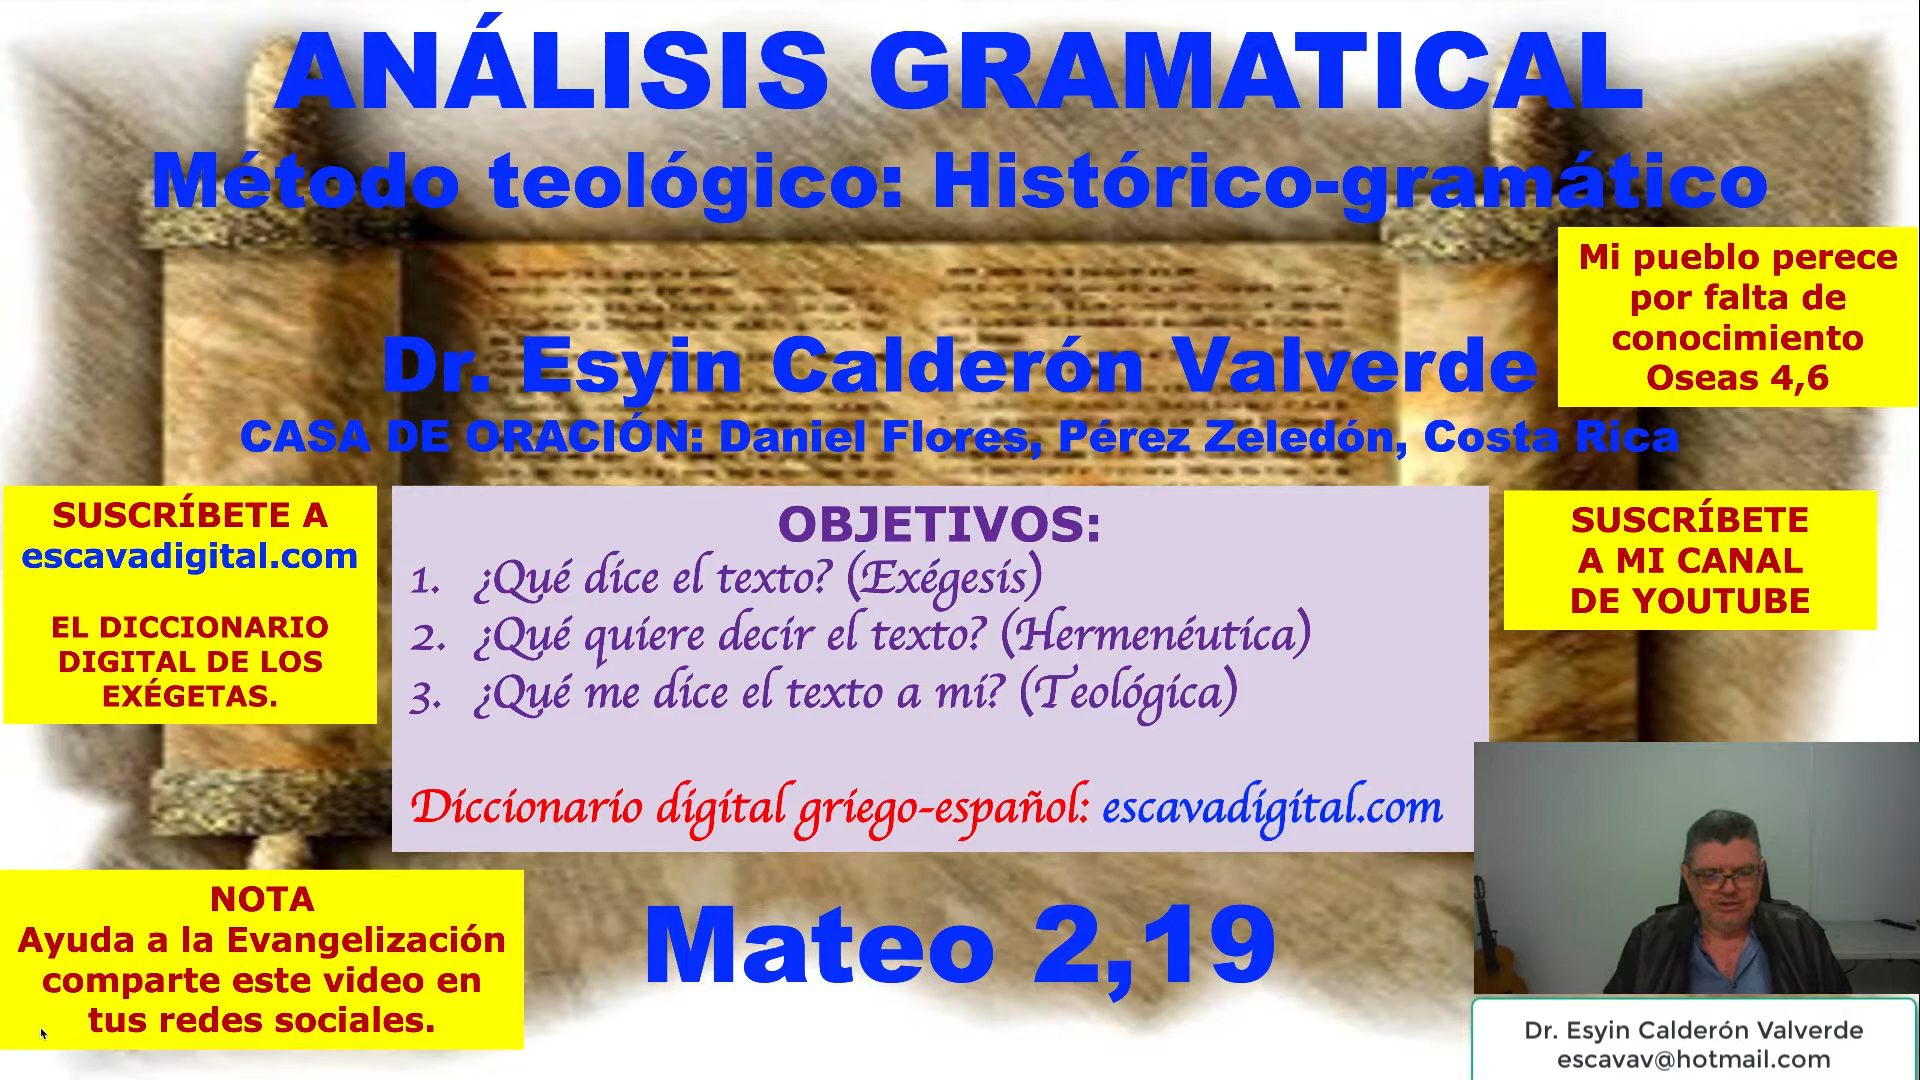 ANÁLISIS GRAMATICAL
Método teológico: Histórico-gramático
Mi pueblo perece
por falta de
conocimiento
Oseas 4,6
Dr. Esyin Calderón Valverde
CASA DE ORACIÓN: Daniel Flores, Pérez Zeledón, Costa Rica
SUSCRÍBETE A
escavadigital.com
EL DICCIONARIO
DIGITAL DE LOS
EXÉGETAS.
OBJETIVOS:
1. ¿Qué dice el texto? (Exégesis)
2. ¿Qué quiere decir el texto? (Hermenéutica)
3. ¿Qué me dice el texto a mí? (Teológica)
Diccionario digital griego-español: escavadigital.com
SUSCRÍBETE
A MI CANAL
DE YOUTUBE
NOTA
Ayuda a la Evangelización
comparte este video en
tus redes sociales.
Mateo 2,19
Dr. Esyin Calderón Valverde
escavav@hotmail.com